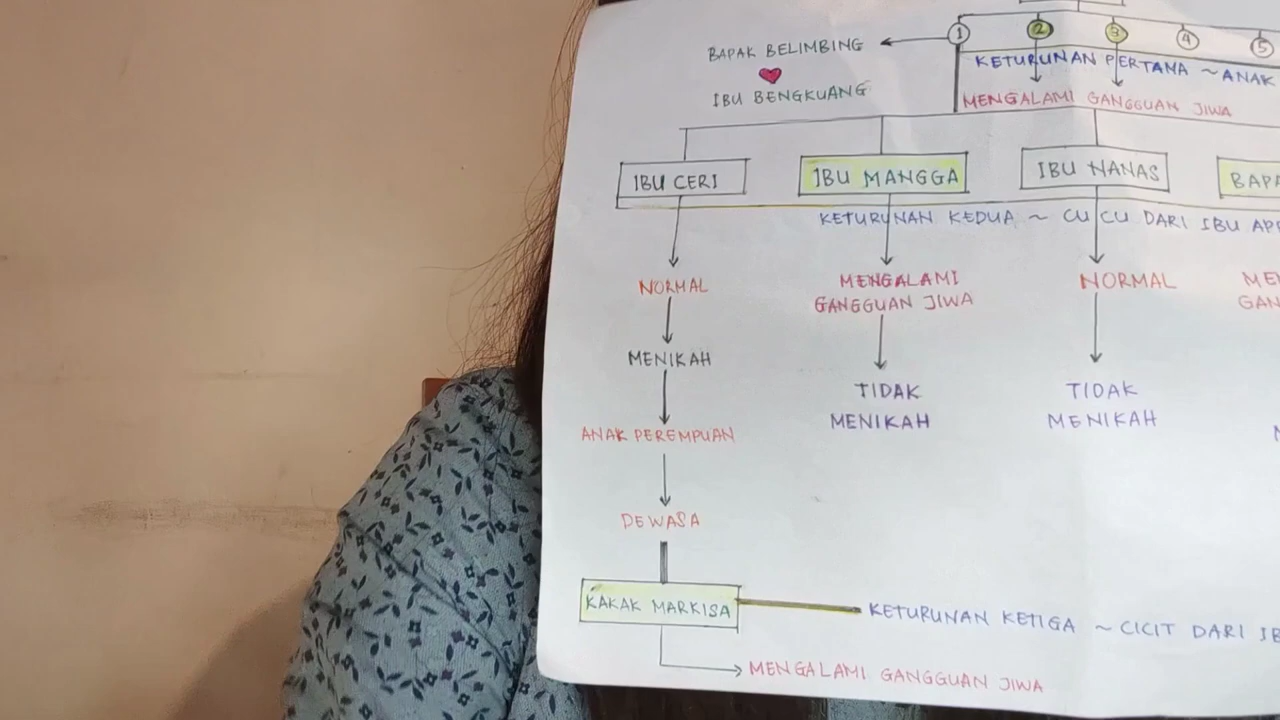 1 2 3 4 5
BAPAK BELIMBING
IBU BENGKUANG
KETURUNAN PERTAMA ~ ANAK
MENGALAMI GANGGUAN JIWA
IBU CERI
IBU MANGGA
IBU NANAS
KETURUNAN KEDUA ~ CUCU DARI IBU
NORMAL
MENGALAMI
GANGGUAN JIWA
NORMAL
MENIKAH
TIDAK
MENIKAH
TIDAK
MENIKAH
ANAK PEREMPUAN
DEWASA
KAKAK MARKISA
KETURUNAN KETIGA ~ CICIT DARI
MENGALAMI GANGGUAN JIWA